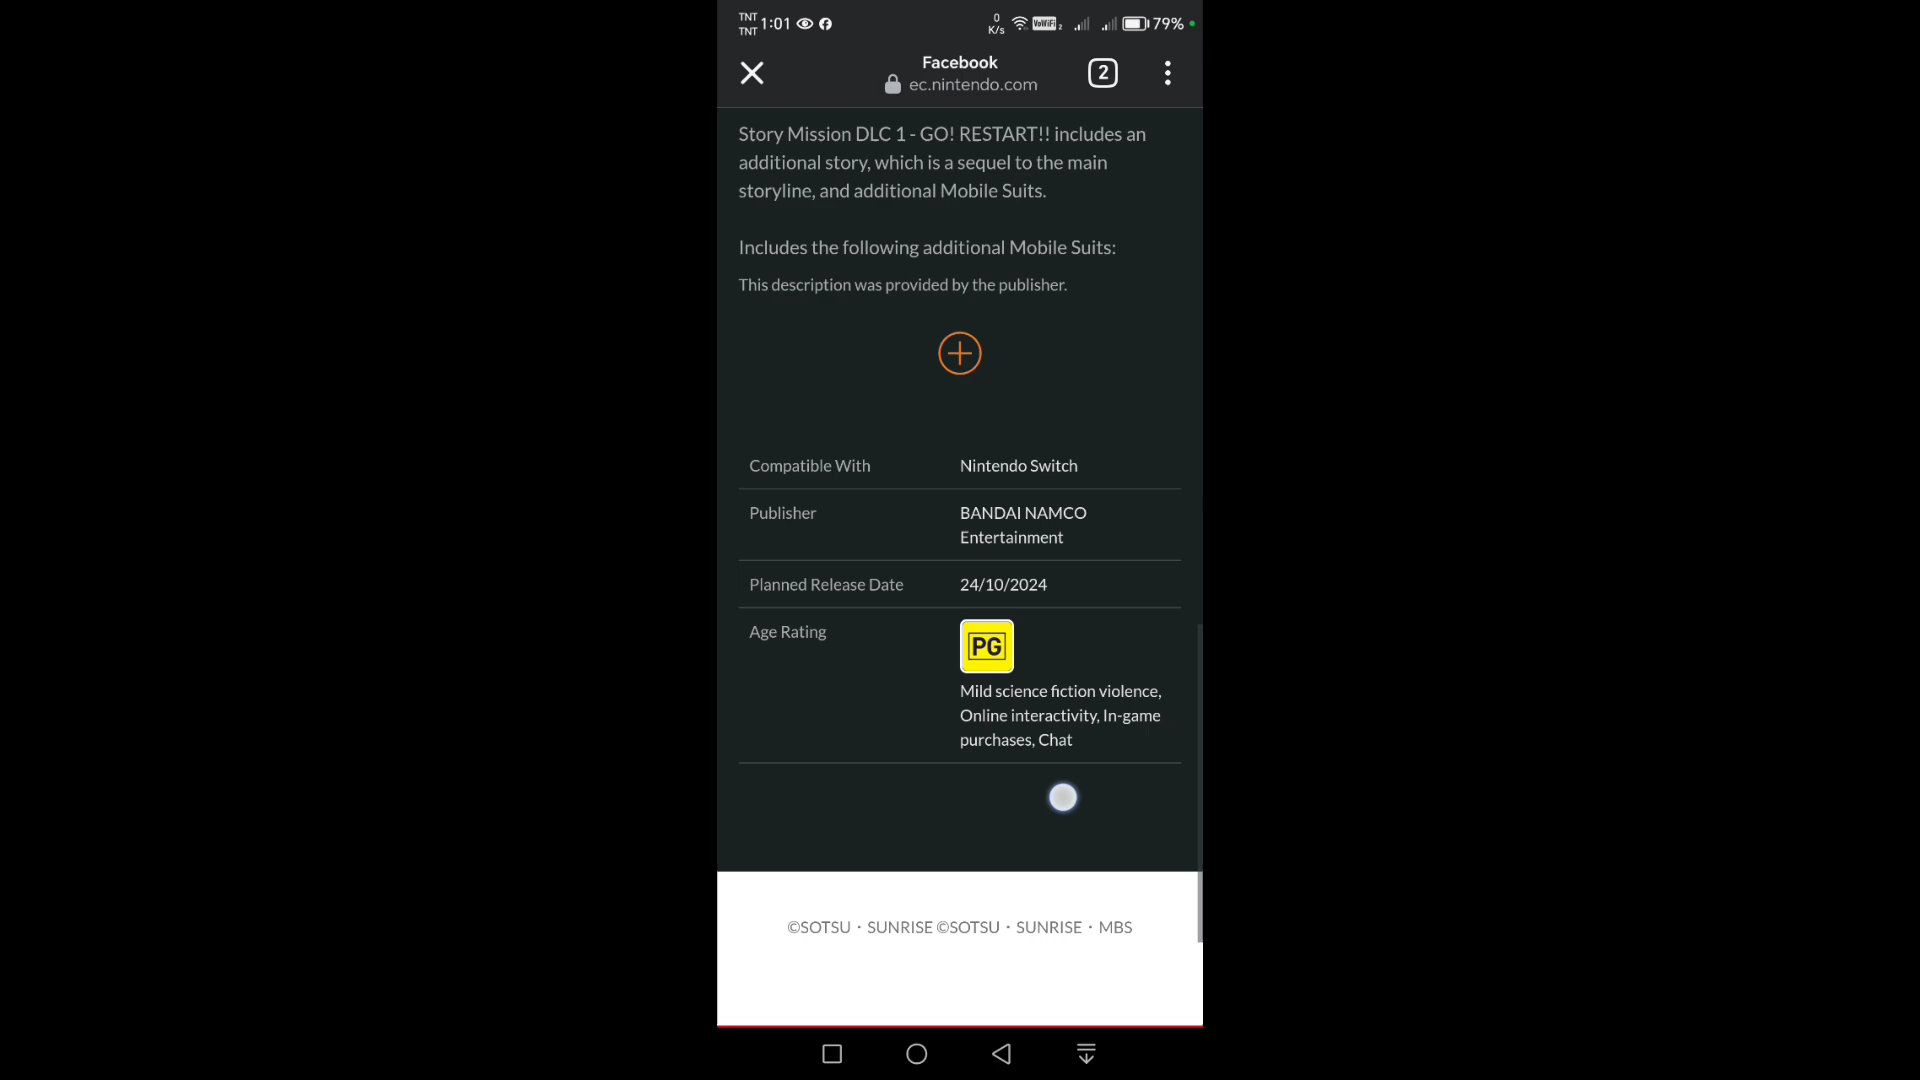 TNT
TNT
1:01
0
K/s
VoWiFi 2
79%
Facebook
2
ec.nintendo.com
Story Mission DLC 1 - GO! RESTART!! includes an
additional story, which is a sequel to the main
storyline, and additional Mobile Suits.
Includes the following additional Mobile Suits:
This description was provided by the publisher.
Compatible With Nintendo Switch
Publisher BANDAI NAMCO
Entertainment
Planned Release Date 24/10/2024
Age Rating
PG
Mild science fiction violence,
Online interactivity, In-game
purchases, Chat
©SOTSU・SUNRISE ©SOTSU・SUNRISE・MBS